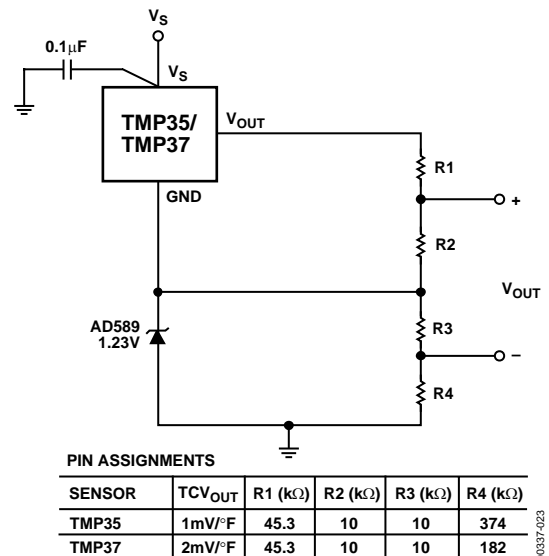 V_S
0.1μF
V_S
TMP35/
TMP37
V_OUT
R1
GND
+
R2
V_OUT
AD589
1.23V
R3
–
R4
PIN ASSIGNMENTS
SENSOR TCV_OUT R1 (kΩ) R2 (kΩ) R3 (kΩ) R4 (kΩ)
TMP35 1mV/°F 45.3 10 10 374
TMP37 2mV/°F 45.3 10 10 182
00337-023